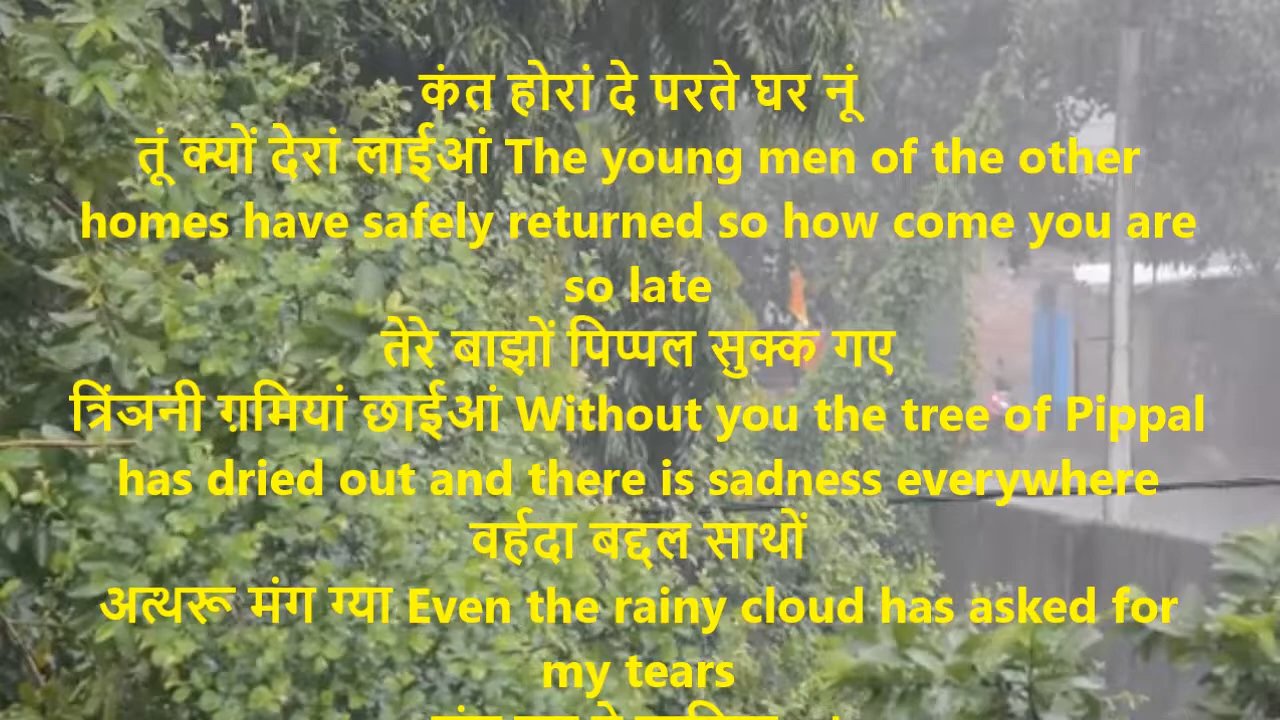 कंत होरां दे परते घर नूं
तूं क्यों देरां लाईआं The young men of the other
homes have safely returned so how come you are
so late
तेरे बाझों पिप्पल सुक्क गए
त्रिंञनी ग़मियां छाईआं Without you the tree of Pippal
has dried out and there is sadness everywhere
वर्हदा बद्दल साथों
अत्थरू मंग ग्या Even the rainy cloud has asked for
my tears